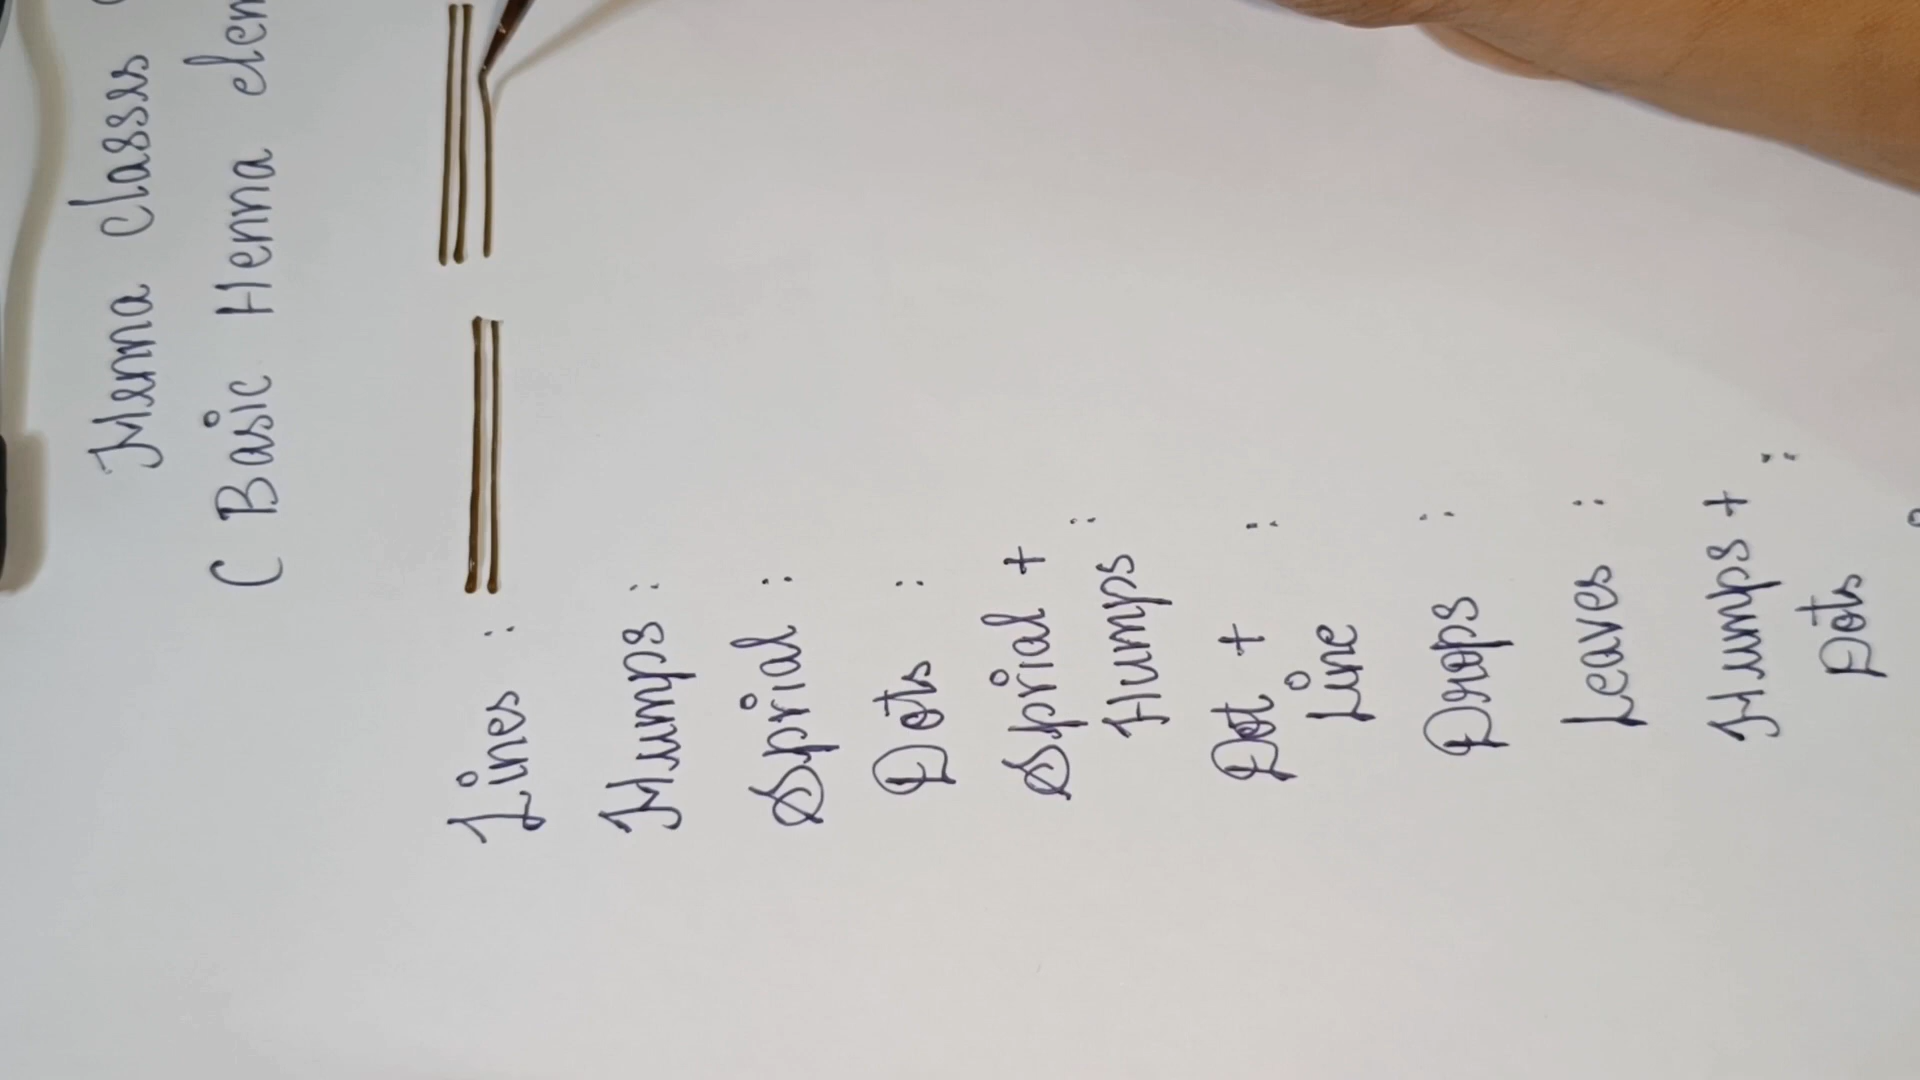 Henna classes
( Basic Henna elem
Lines :
Humps :
Sprial :
Dots :
Sprial +
Humps :
Dot + :
Line
Drops :
Leaves :
Humps + :
Dots